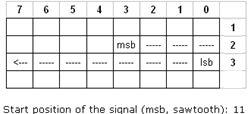 7 6 5 4 3 2 1 0
1
msb ----- ----- ----- 2
<--- ----- ----- ----- ----- ----- ----- lsb 3
Start position of the signal (msb, sawtooth): 11